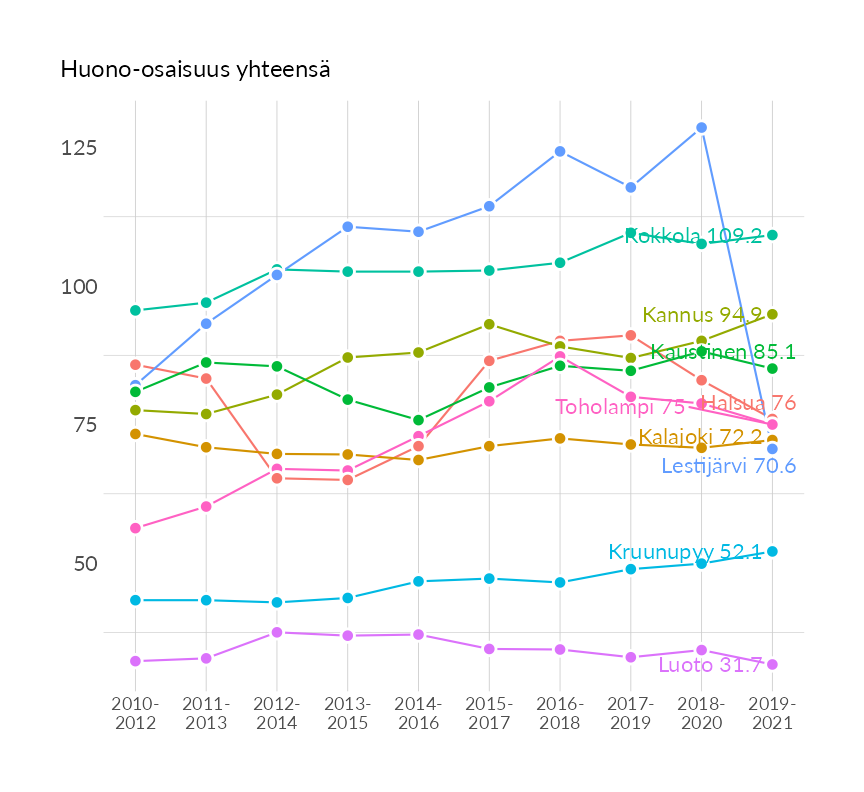 Huono-osaisuus yhteensä
125
100
75
50
Kokkola 109.2
Kannus 94.9
Kaustinen 85.1
Halsua 76
Toholampi 75
Kalajoki 72.2
Lestijärvi 70.6
Kruunupyy 52.1
Luoto 31.7
2010- 2011- 2012- 2013- 2014- 2015- 2016- 2017- 2018- 2019-
2012 2013 2014 2015 2016 2017 2018 2019 2020 2021